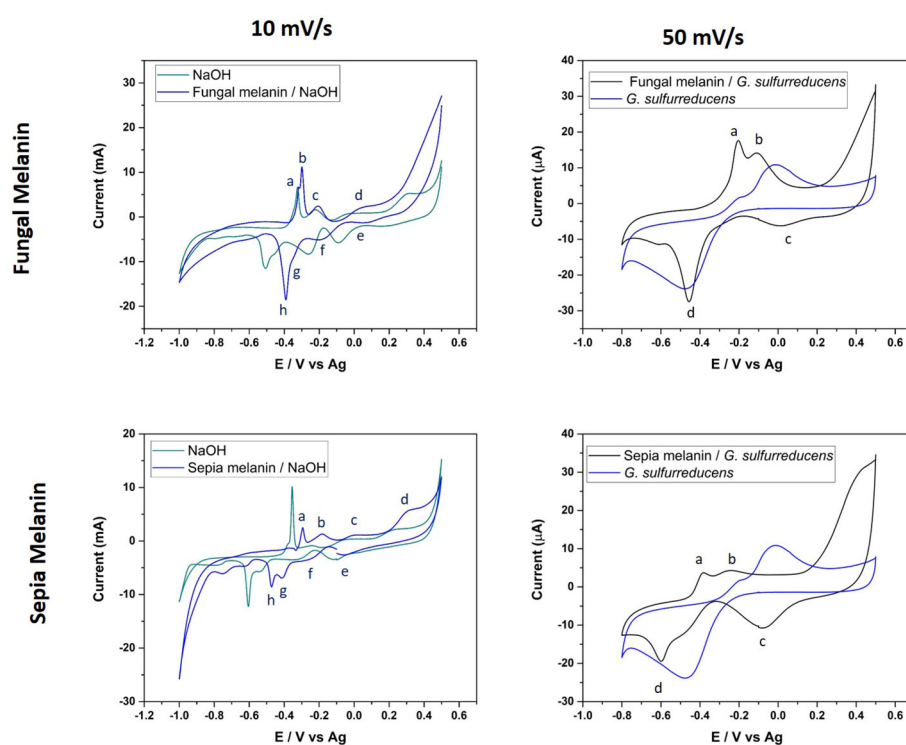 10 mV/s
50 mV/s
Fungal Melanin
Current (mA)
30
20
10
0
-10
-20
NaOH
Fungal melanin / NaOH
a
b
c
d
e
f
g
h
-1.2 -1.0 -0.8 -0.6 -0.4 -0.2 0.0 0.2 0.4 0.6
E / V vs Ag
Current (μA)
40
30
20
10
0
-10
-20
-30
Fungal melanin / G. sulfurreducens
G. sulfurreducens
a
b
c
d
-0.8 -0.6 -0.4 -0.2 0.0 0.2 0.4 0.6
E / V vs Ag
Sepia Melanin
Current (mA)
20
10
0
-10
-20
-30
NaOH
Sepia melanin / NaOH
a
b
c
d
e
f
g
h
-1.2 -1.0 -0.8 -0.6 -0.4 -0.2 0.0 0.2 0.4 0.6
E / V vs Ag
Current (μA)
40
30
20
10
0
-10
-20
-30
Sepia melanin / G. sulfurreducens
G. sulfurreducens
a
b
c
d
-0.8 -0.6 -0.4 -0.2 0.0 0.2 0.4 0.6
E / V vs Ag